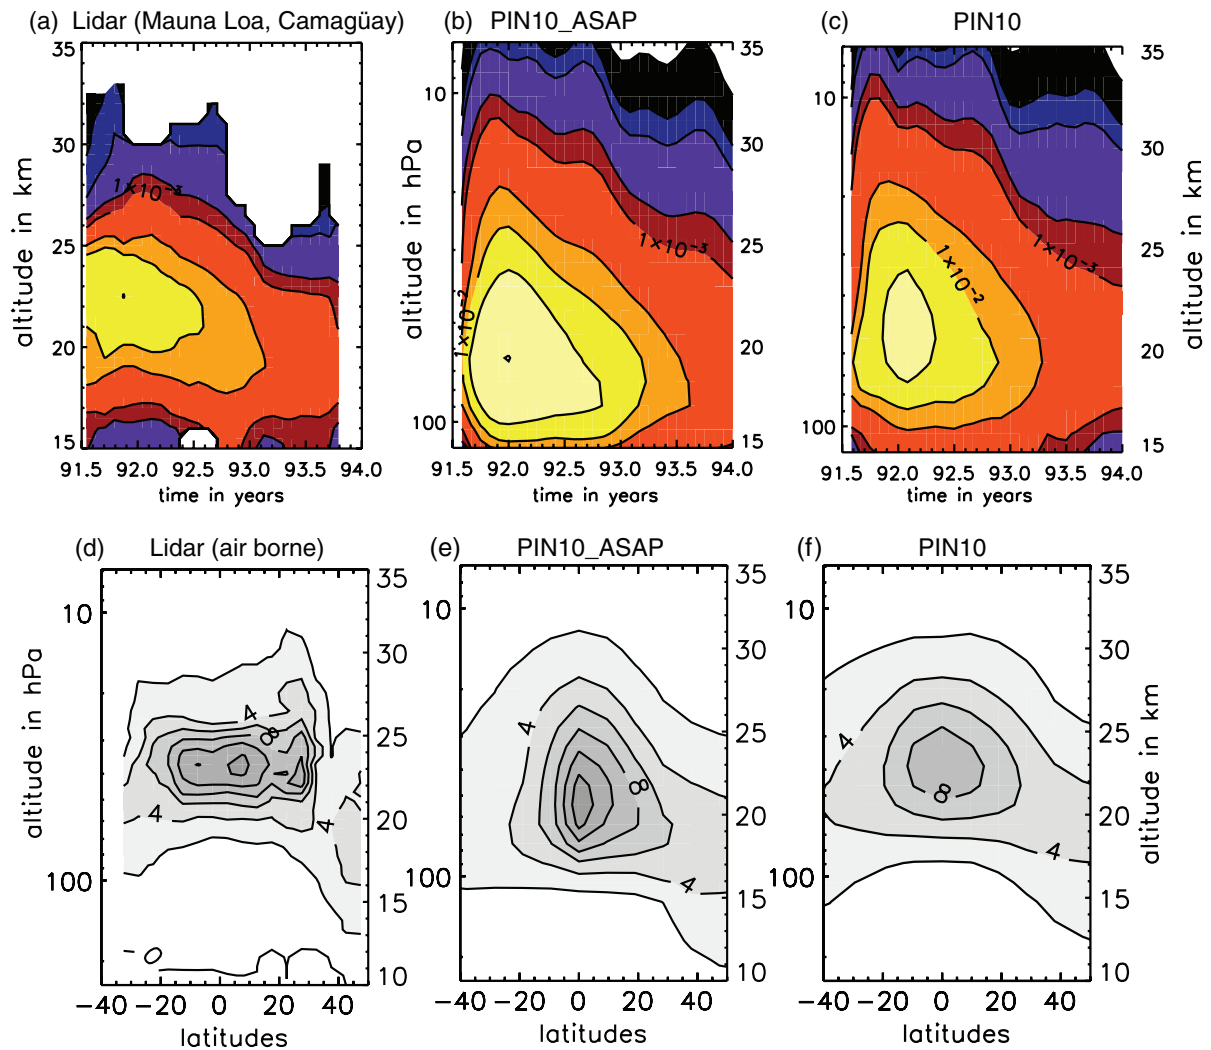 (a) Lidar (Mauna Loa, Camagüay)
(b) PIN10_ASAP
(c) PIN10
35
30
25
20
15
altitude in km
1×10⁻³
91.5 92.0 92.5 93.0 93.5 94.0
time in years
10
100
altitude in hPa
35
30
25
20
15
1×10⁻³
1×10⁻²
91.5 92.0 92.5 93.0 93.5 94.0
time in years
10
100
35
30
25
20
15
altitude in km
1×10⁻²
1×10⁻³
91.5 92.0 92.5 93.0 93.5 94.0
time in years
(d) Lidar (air borne)
(e) PIN10_ASAP
(f) PIN10
10
100
altitude in hPa
35
30
25
20
15
10
4
8
4
4
0
−40 −20 0 20 40
latitudes
10
100
35
30
25
20
15
10
4
8
4
−40 −20 0 20 40
latitudes
10
100
35
30
25
20
15
10
altitude in km
4
8
4
−40 −20 0 20 40
latitudes